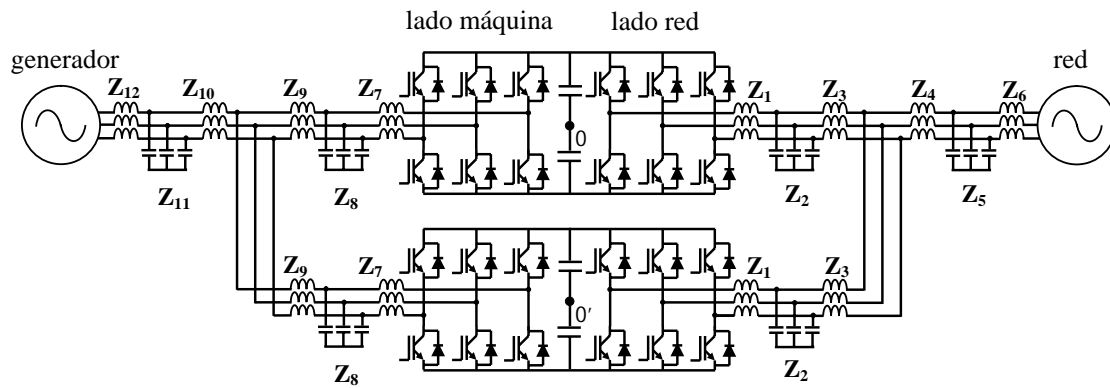 lado máquina lado red
generador red
Z12 Z10 Z9 Z7 Z1 Z3 Z4 Z6
0
Z11 Z8 Z2 Z5
Z9 Z7 Z1 Z3
0'
Z8 Z2